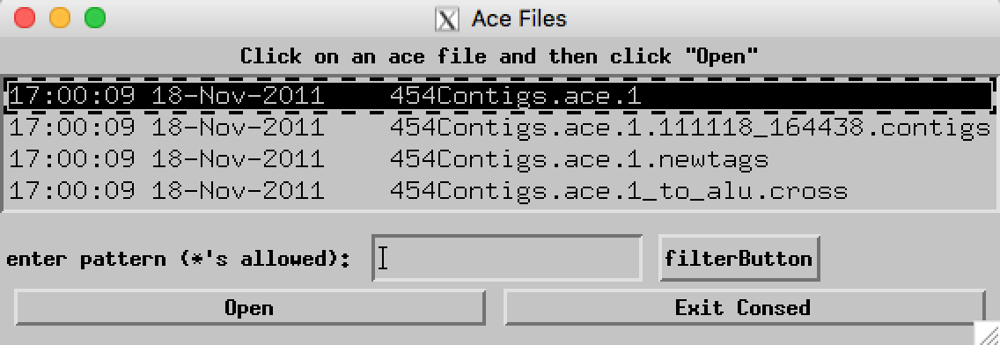 Ace Files
Click on an ace file and then click "Open"
17:00:09 18-Nov-2011 454Contigs.ace.1
17:00:09 18-Nov-2011 454Contigs.ace.1.111118_164438.contigs
17:00:09 18-Nov-2011 454Contigs.ace.1.newtags
17:00:09 18-Nov-2011 454Contigs.ace.1_to_alu.cross
enter pattern (*'s allowed): filterButton
Open Exit Consed